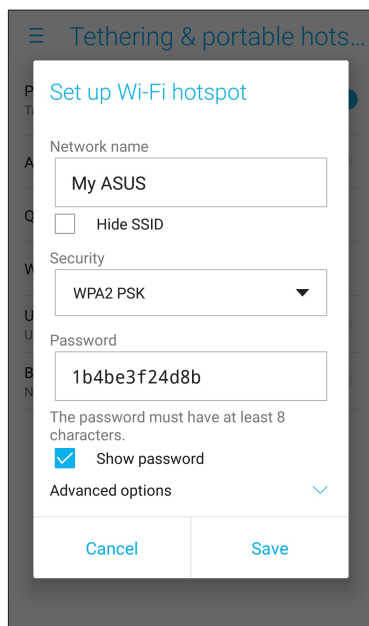 ☰ Tethering & portable hots...
Set up Wi-Fi hotspot
Network name
My ASUS
Hide SSID
Security
WPA2 PSK
Password
1b4be3f24d8b
The password must have at least 8
characters.
Show password
Advanced options
Cancel Save